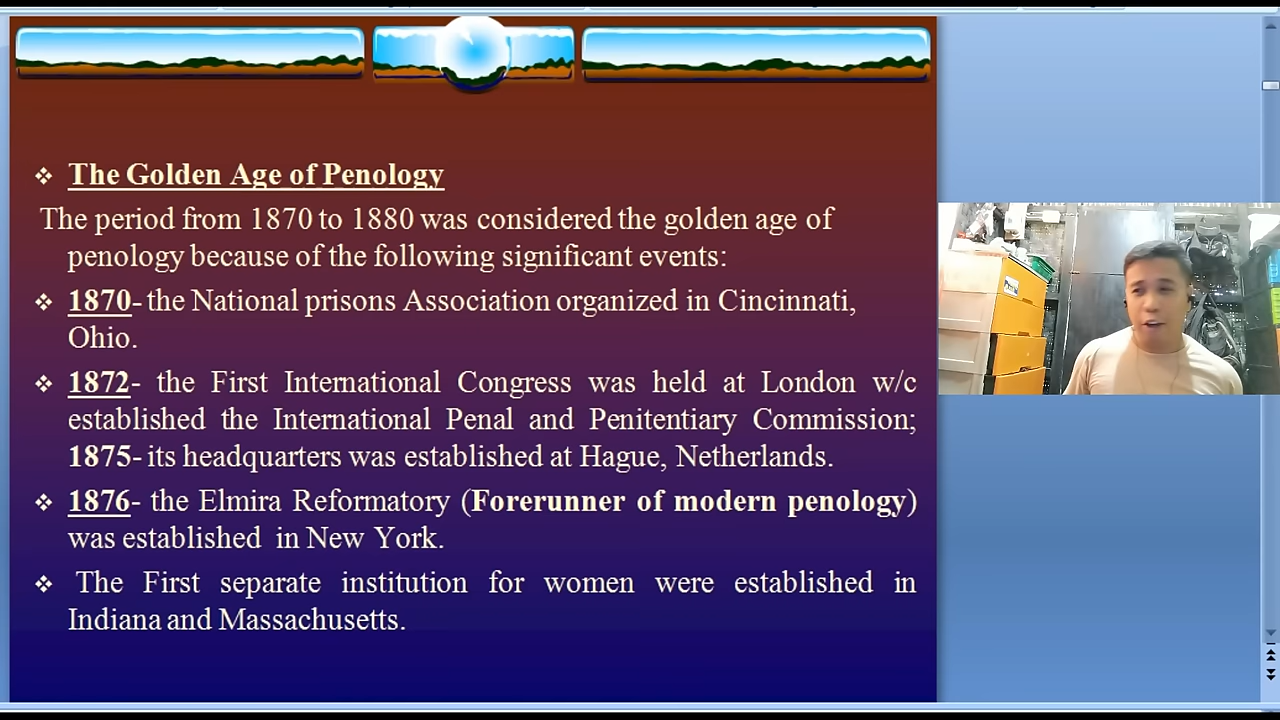 The Golden Age of Penology
The period from 1870 to 1880 was considered the golden age of
penology because of the following significant events:
1870- the National prisons Association organized in Cincinnati,
Ohio.
1872- the First International Congress was held at London w/c
established the International Penal and Penitentiary Commission;
1875- its headquarters was established at Hague, Netherlands.
1876- the Elmira Reformatory (Forerunner of modern penology)
was established in New York.
The First separate institution for women were established in
Indiana and Massachusetts.